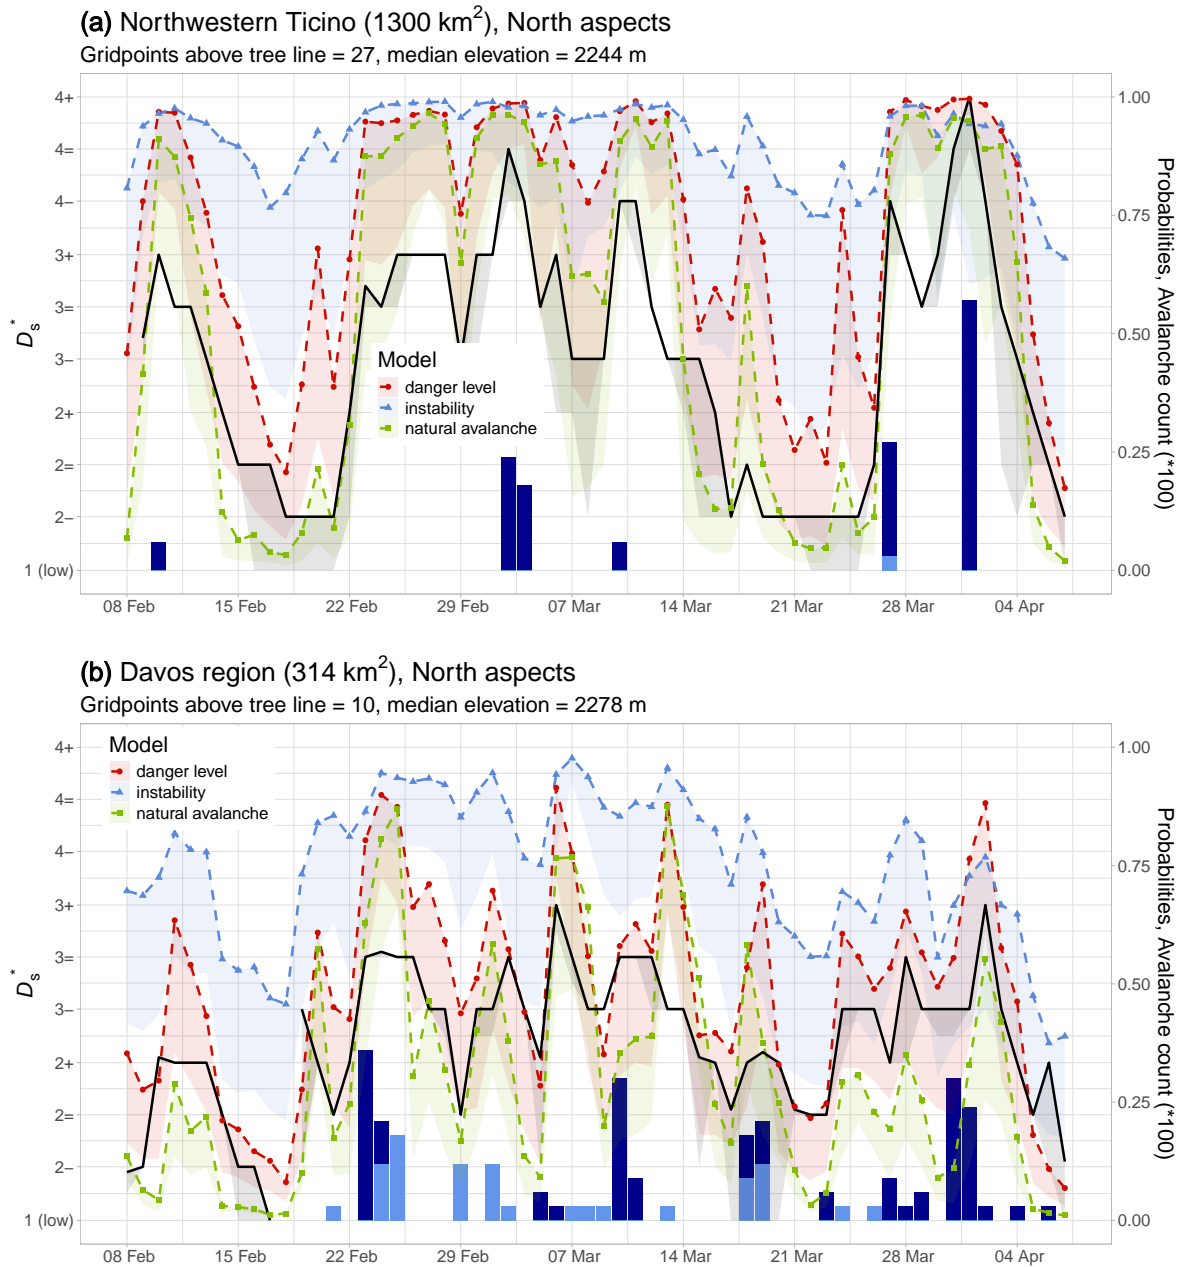 (a) Northwestern Ticino (1300 km²), North aspects
Gridpoints above tree line = 27, median elevation = 2244 m
4+
4=
4−
3+
3=
3−
2+
2=
2−
1 (low)
Dₛ*
1.00
0.75
0.50
0.25
0.00
Probabilities, Avalanche count (*100)
Model
danger level
instability
natural avalanche
08 Feb
15 Feb
22 Feb
29 Feb
07 Mar
14 Mar
21 Mar
28 Mar
04 Apr
(b) Davos region (314 km²), North aspects
Gridpoints above tree line = 10, median elevation = 2278 m
Model
danger level
instability
natural avalanche
4+
4=
4−
3+
3=
3−
2+
2=
2−
1 (low)
Dₛ*
1.00
0.75
0.50
0.25
0.00
Probabilities, Avalanche count (*100)
08 Feb
15 Feb
22 Feb
29 Feb
07 Mar
14 Mar
21 Mar
28 Mar
04 Apr